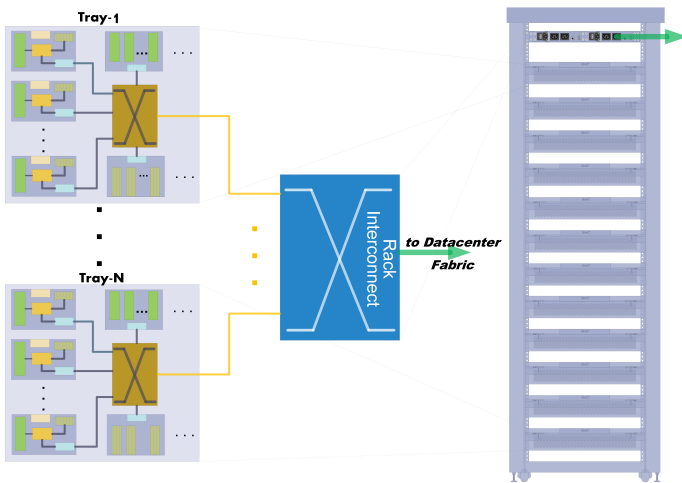 Tray-1
Rack
Interconnect
to Datacenter
Fabric
Tray-N